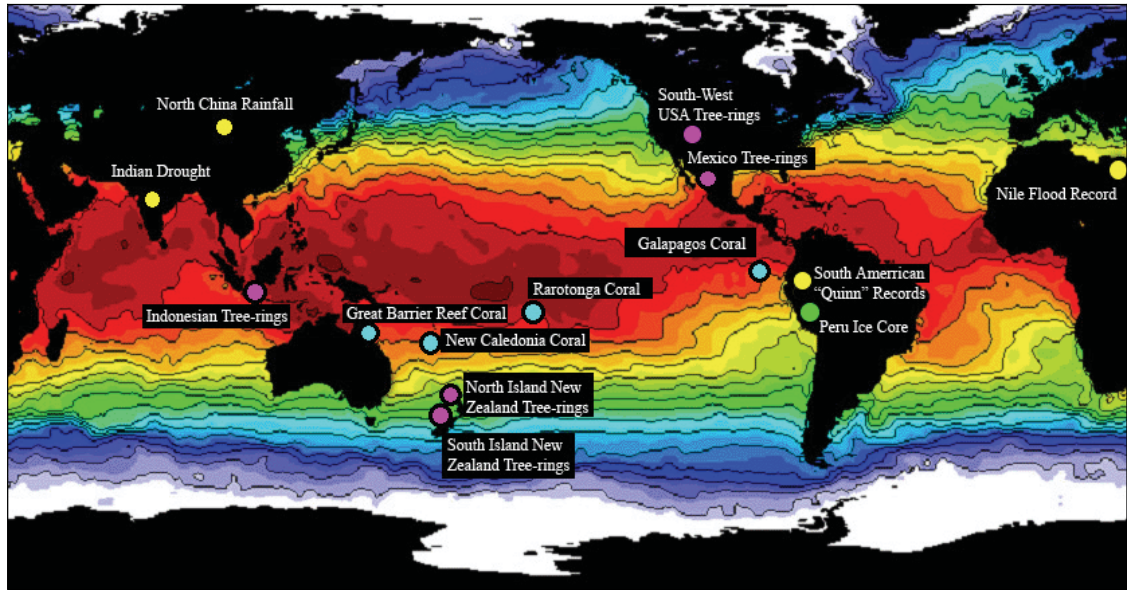 North China Rainfall
South-West
USA Tree-rings
Mexico Tree-rings
Indian Drought
Nile Flood Record
Galapagos Coral
South Amerrican
“Quinn” Records
Rarotonga Coral
Indonesian Tree-rings
Great Barrier Reef Coral
Peru Ice Core
New Caledonia Coral
North Island New
Zealand Tree-rings
South Island New
Zealand Tree-rings